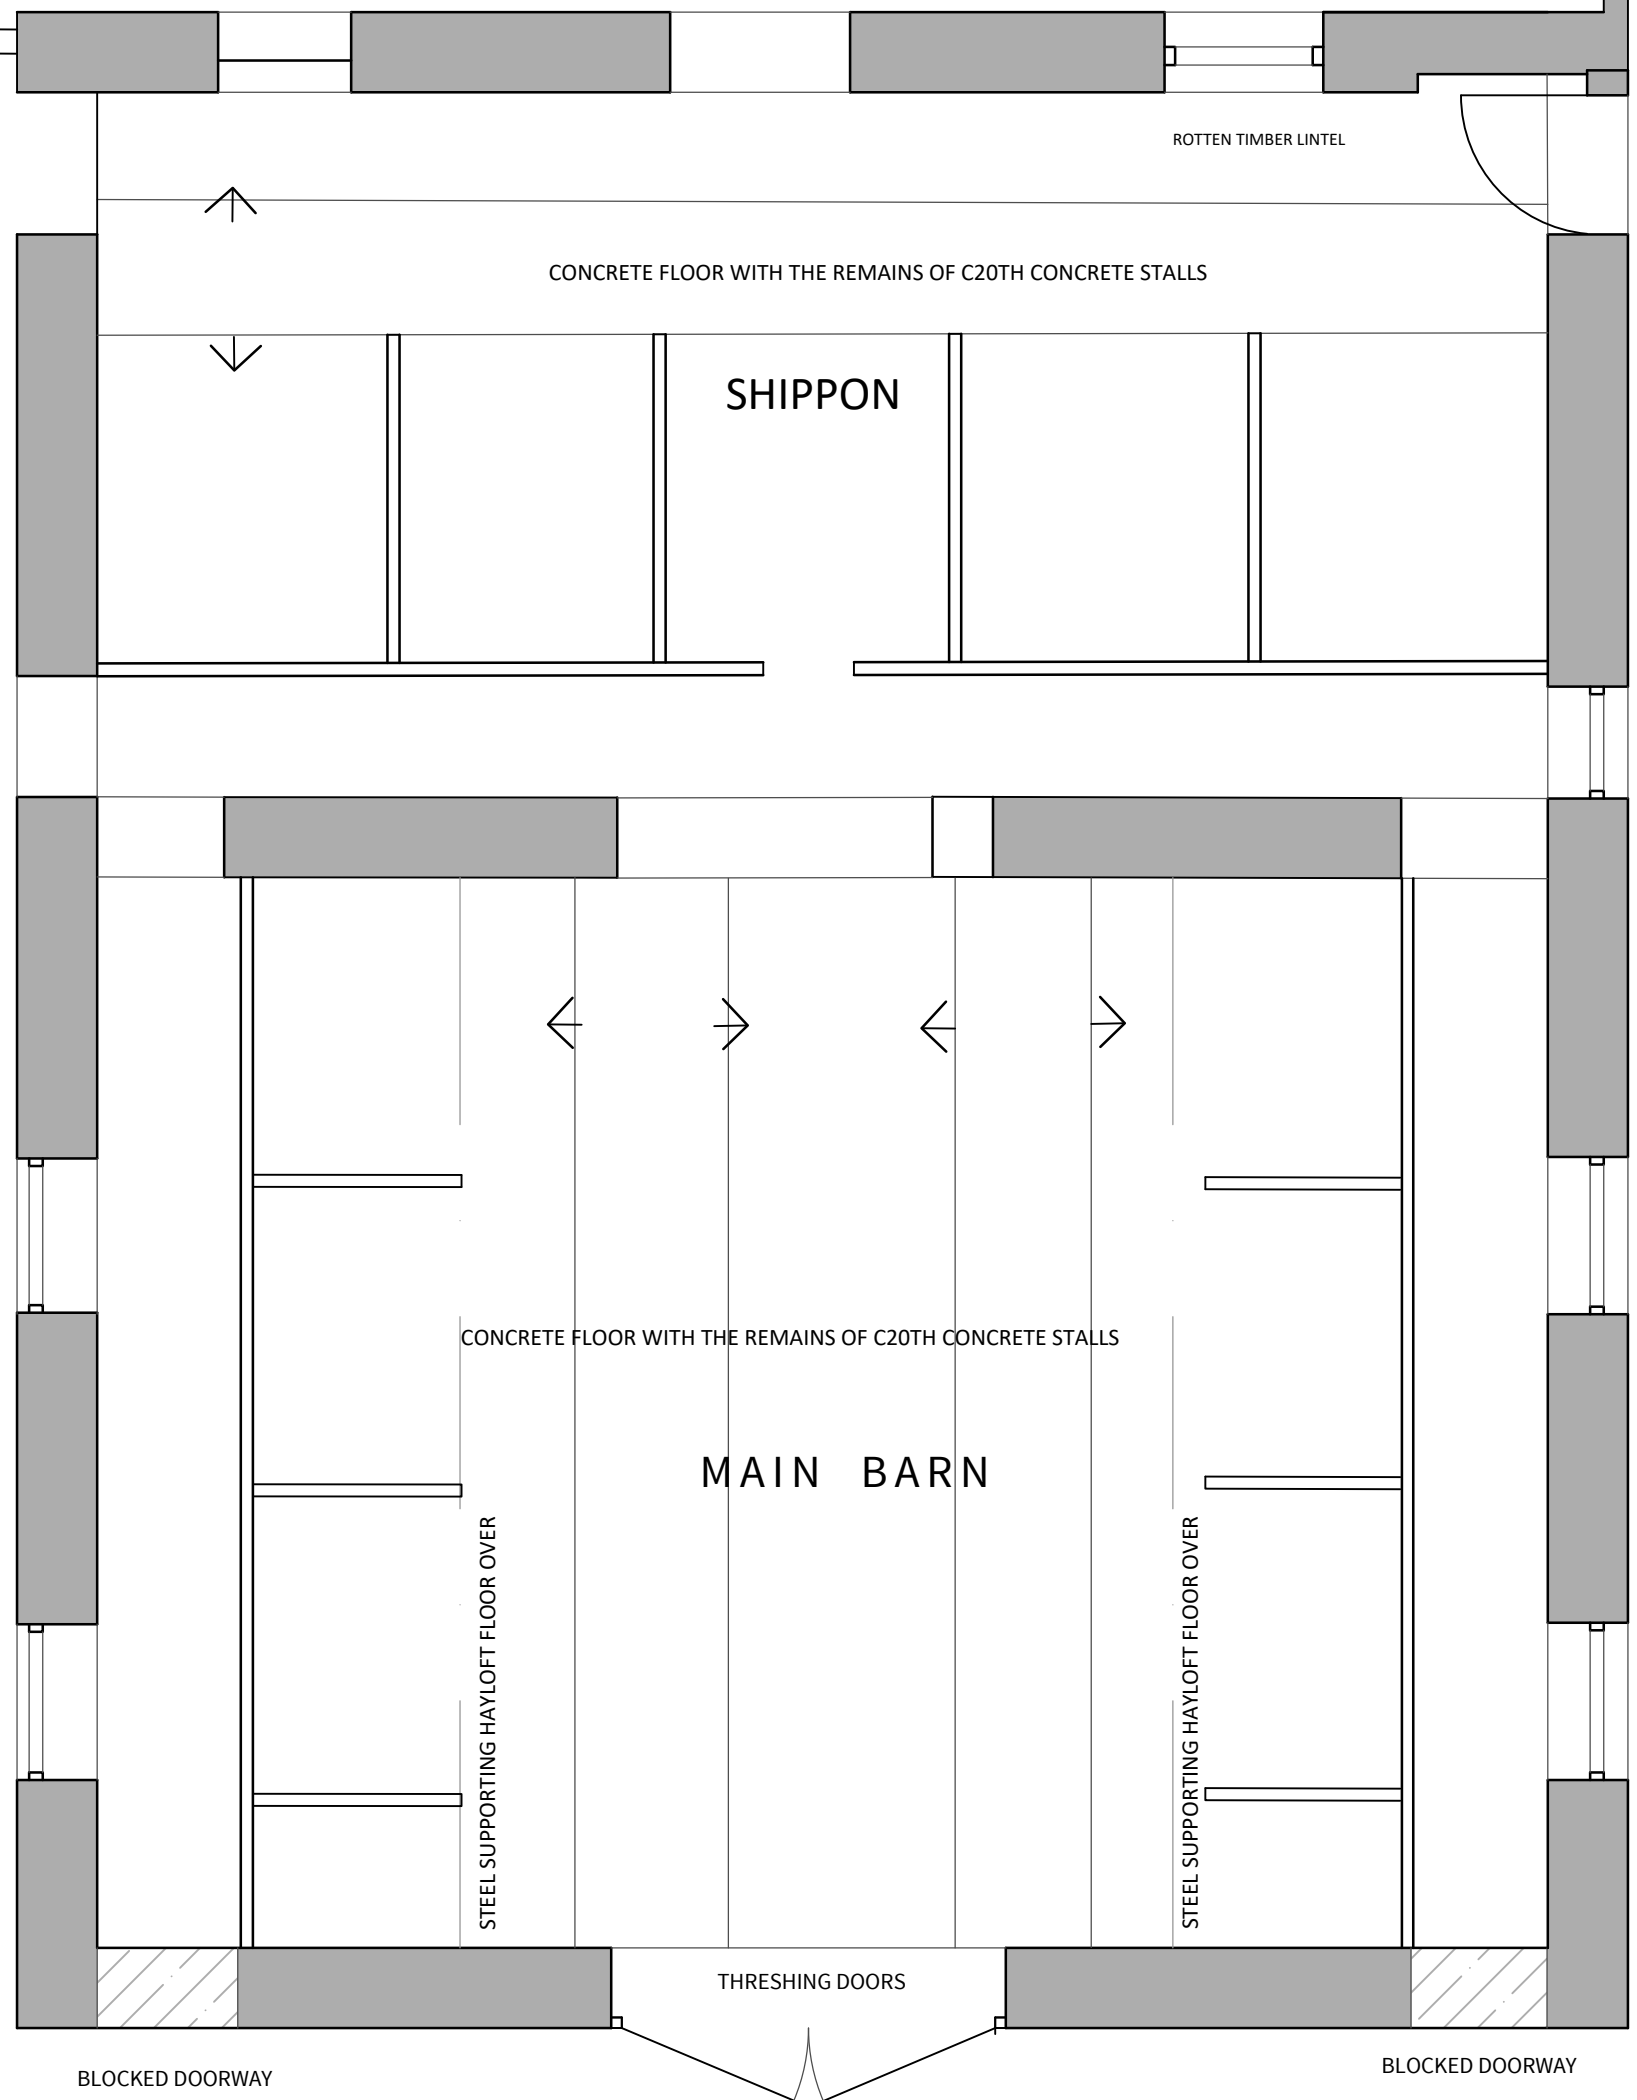 ROTTEN TIMBER LINTEL
CONCRETE FLOOR WITH THE REMAINS OF C20TH CONCRETE STALLS
SHIPPON
CONCRETE FLOOR WITH THE REMAINS OF C20TH CONCRETE STALLS
MAIN BARN
STEEL SUPPORTING HAYLOFT FLOOR OVER
STEEL SUPPORTING HAYLOFT FLOOR OVER
THRESHING DOORS
BLOCKED DOORWAY
BLOCKED DOORWAY